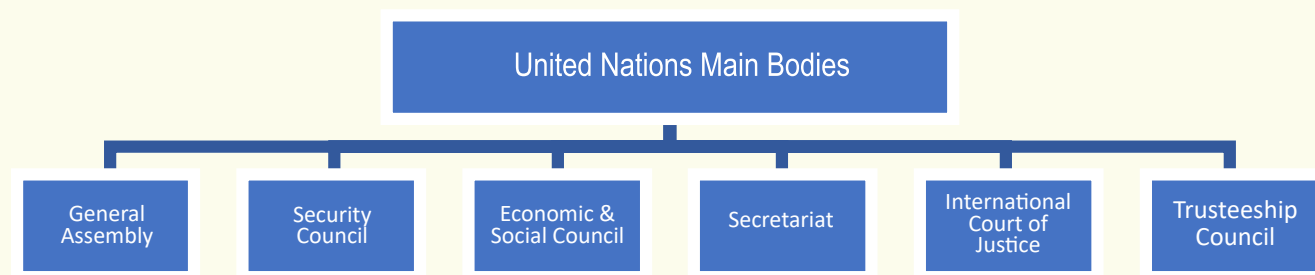 United Nations Main Bodies
General
Assembly
Security
Council
Economic &
Social Council
Secretariat
International
Court of
Justice
Trusteeship
Council